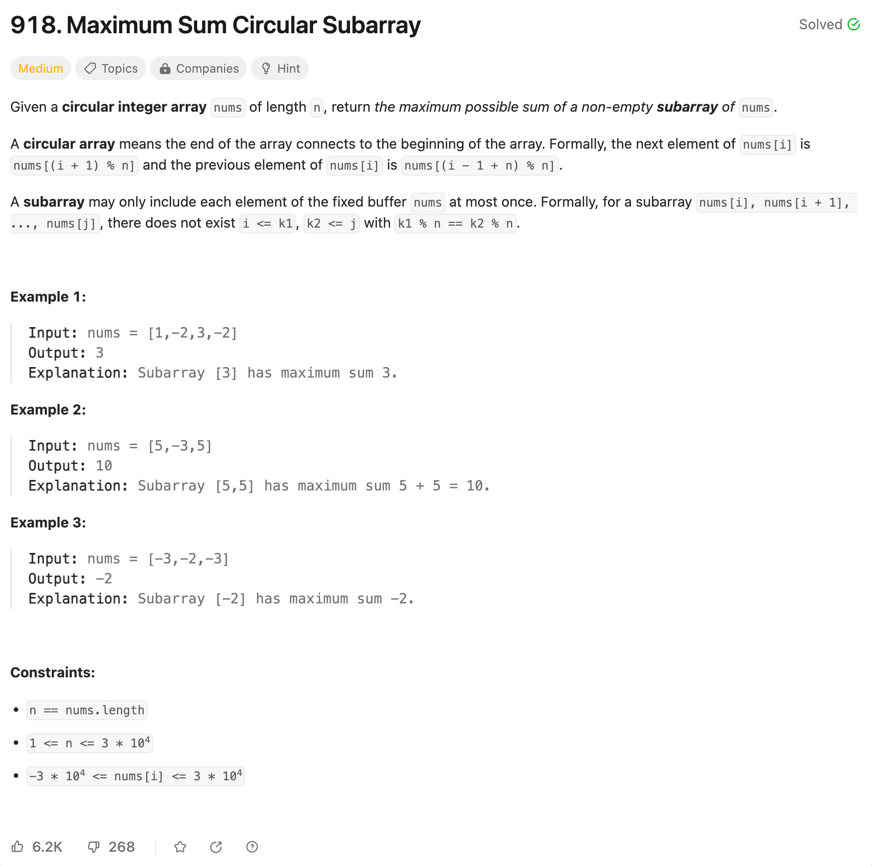 918. Maximum Sum Circular Subarray
Solved
Medium Topics Companies Hint
Given a circular integer array nums of length n, return the maximum possible sum of a non-empty subarray of nums.
A circular array means the end of the array connects to the beginning of the array. Formally, the next element of nums[i] is
nums[(i + 1) % n] and the previous element of nums[i] is nums[(i - 1 + n) % n].
A subarray may only include each element of the fixed buffer nums at most once. Formally, for a subarray nums[i], nums[i + 1],
..., nums[j], there does not exist i <= k1, k2 <= j with k1 % n == k2 % n.
Example 1:
Input: nums = [1,-2,3,-2]
Output: 3
Explanation: Subarray [3] has maximum sum 3.
Example 2:
Input: nums = [5,-3,5]
Output: 10
Explanation: Subarray [5,5] has maximum sum 5 + 5 = 10.
Example 3:
Input: nums = [-3,-2,-3]
Output: -2
Explanation: Subarray [-2] has maximum sum -2.
Constraints:
• n == nums.length
• 1 <= n <= 3 * 10⁴
• -3 * 10⁴ <= nums[i] <= 3 * 10⁴
6.2K 268